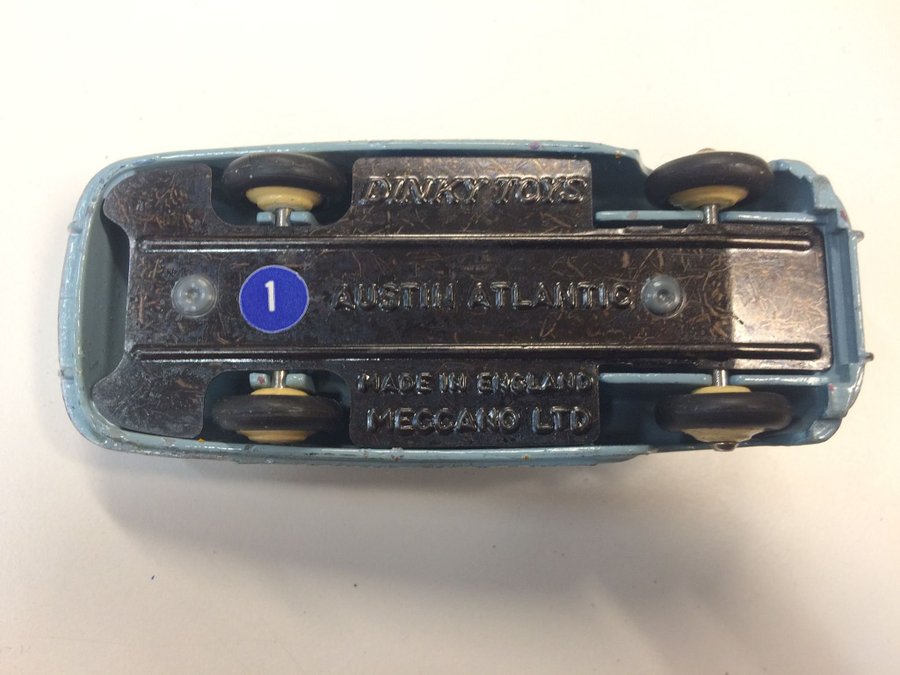 DINKY TOYS
1
AUSTIN ATLANTIC
MADE IN ENGLAND
MECCANO LTD